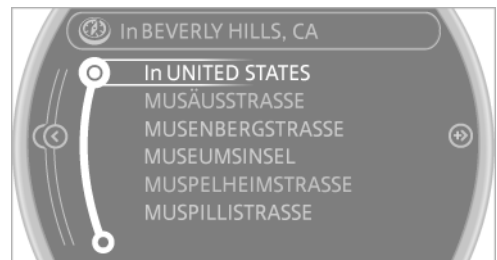 In BEVERLY HILLS, CA
In UNITED STATES
MUSÄUSSTRASSE
MUSENBERGSTRASSE
MUSEUMSINSEL
MUSPELHEIMSTRASSE
MUSPILLISTRASSE